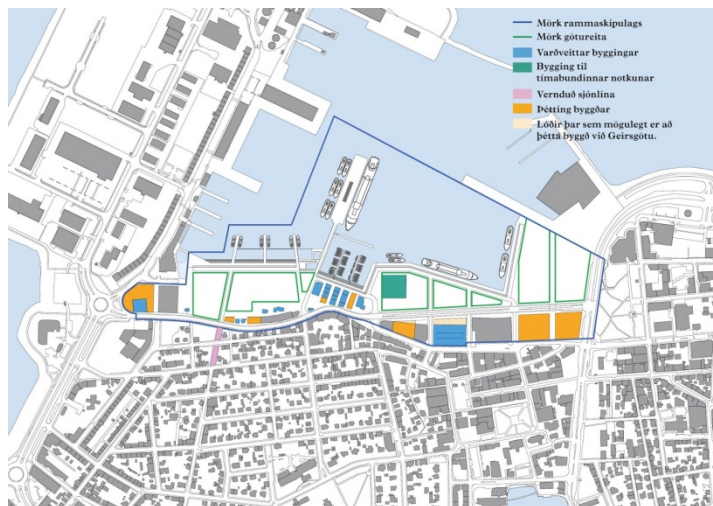 Mörk rammaskipulags
Mörk götureita
Varðveittar byggingar
Bygging til
tímabundinnar notkunar
Vernduð sjónlína
Þétting byggðar
Lóðir þar sem mögulegt er að
þétta byggð við Geirsgötu.